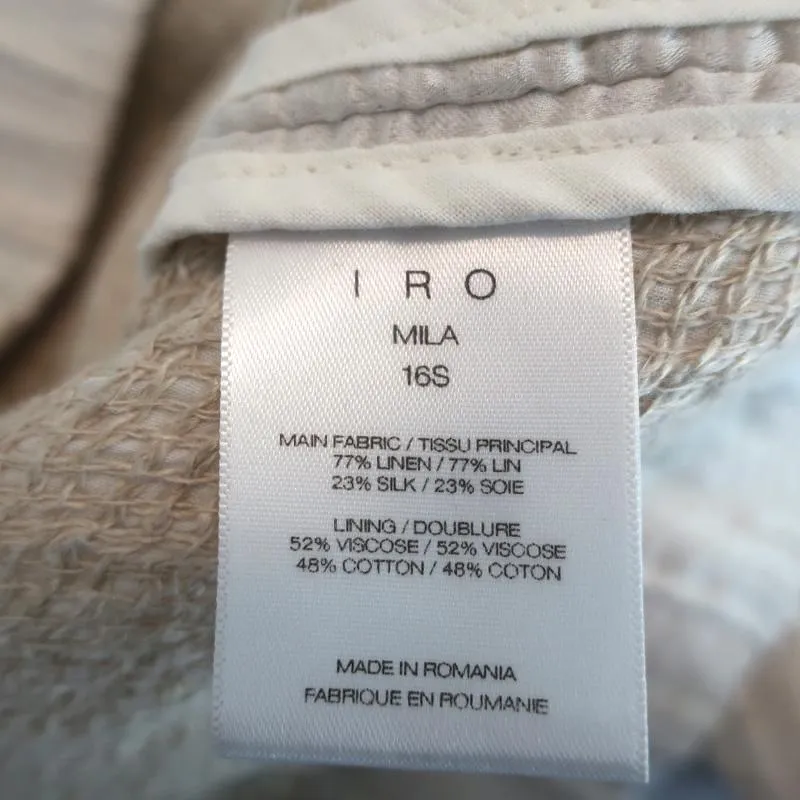 IRO
MILA
16S
MAIN FABRIC / TISSU PRINCIPAL
77% LINEN / 77% LIN
23% SILK / 23% SOIE
LINING / DOUBLURE
52% VISCOSE / 52% VISCOSE
48% COTTON / 48% COTON
MADE IN ROMANIA
FABRIQUE EN ROUMANIE